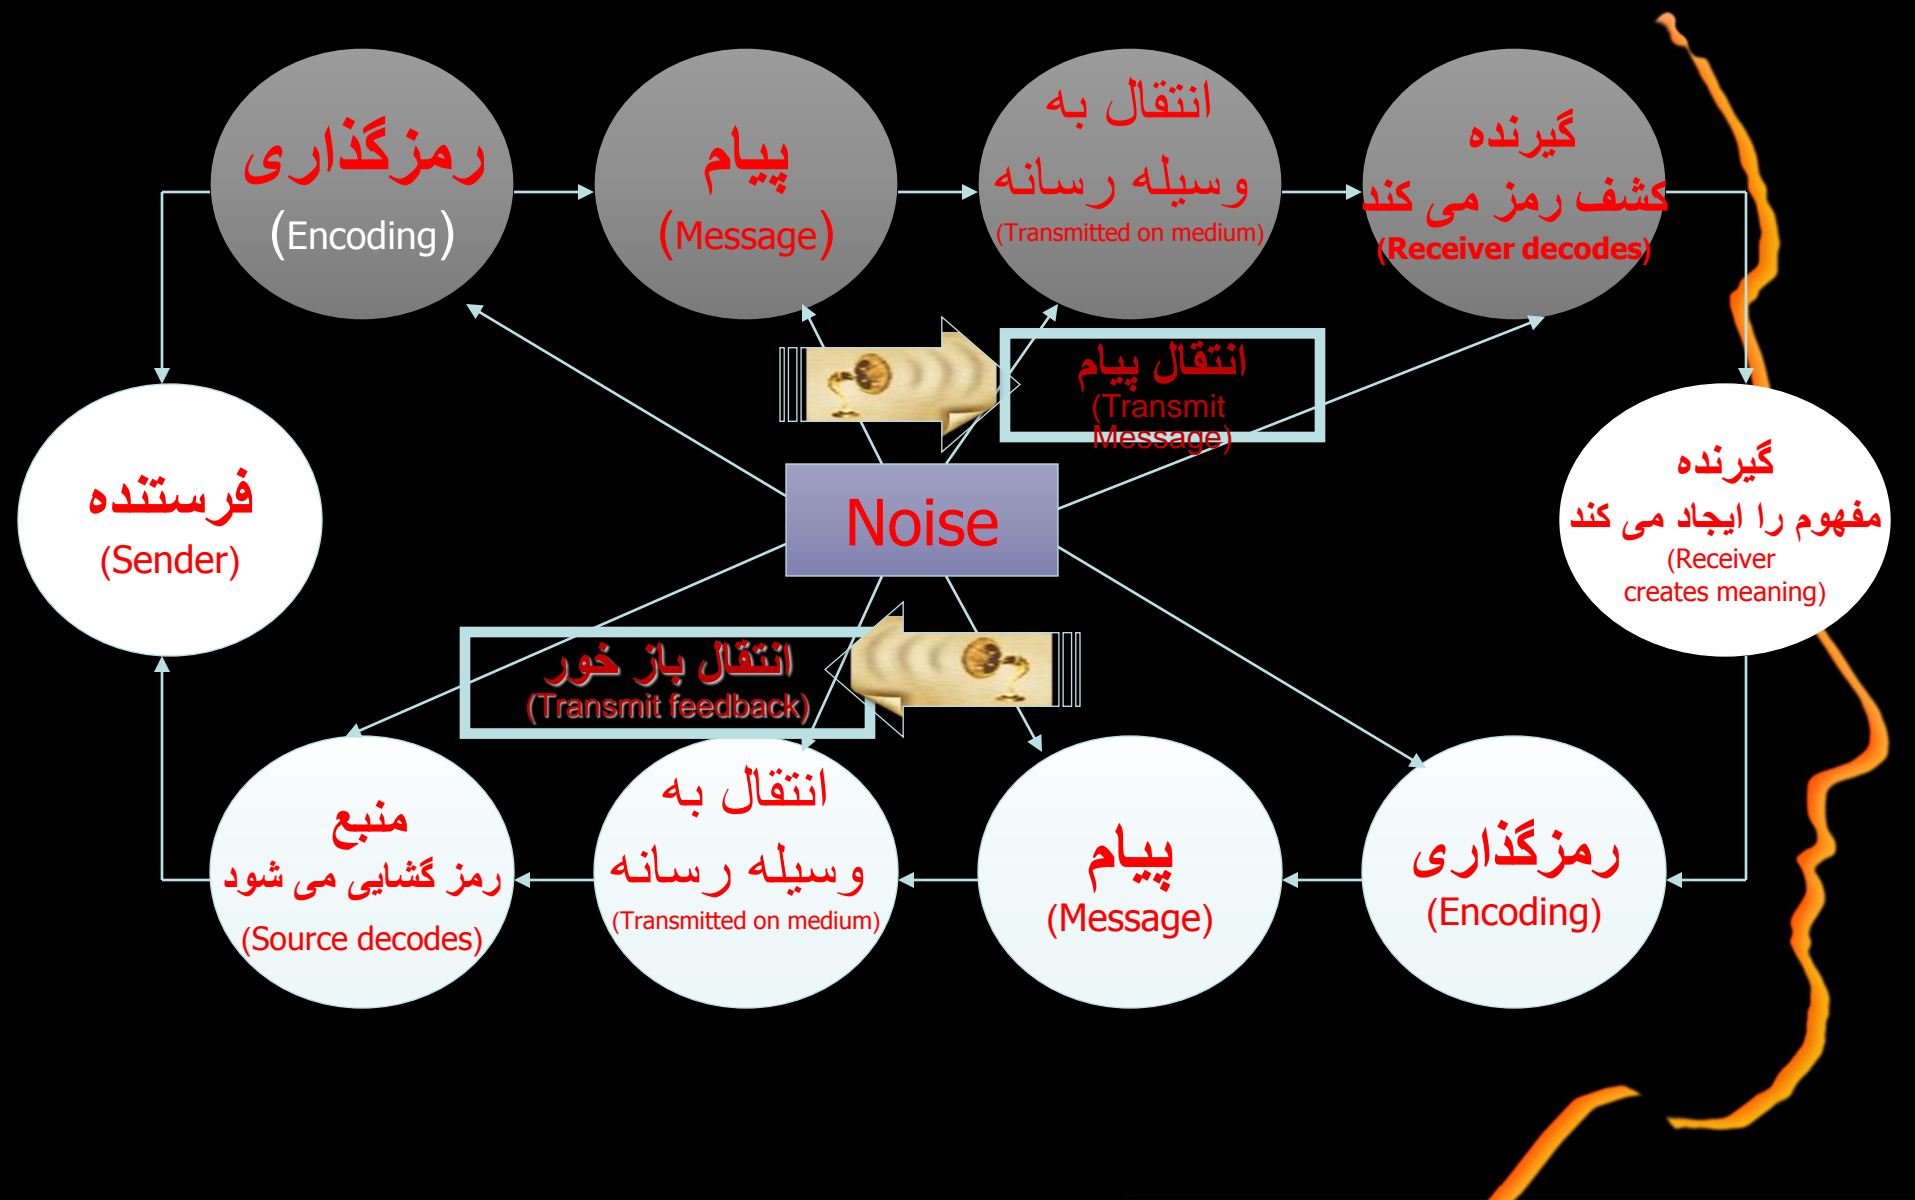 رمزگذاری
(Encoding)
پیام
(Message)
انتقال به
وسیله رسانه
(Transmitted on medium)
گیرنده
کشف رمز می کند
(Receiver decodes)
انتقال پیام
(Transmit
Message)
فرستنده
(Sender)
Noise
گیرنده
مفهوم را ایجاد می کند
(Receiver
creates meaning)
انتقال باز خور
(Transmit feedback)
منبع
رمز گشایی می شود
(Source decodes)
انتقال به
وسیله رسانه
(Transmitted on medium)
پیام
(Message)
رمزگذاری
(Encoding)